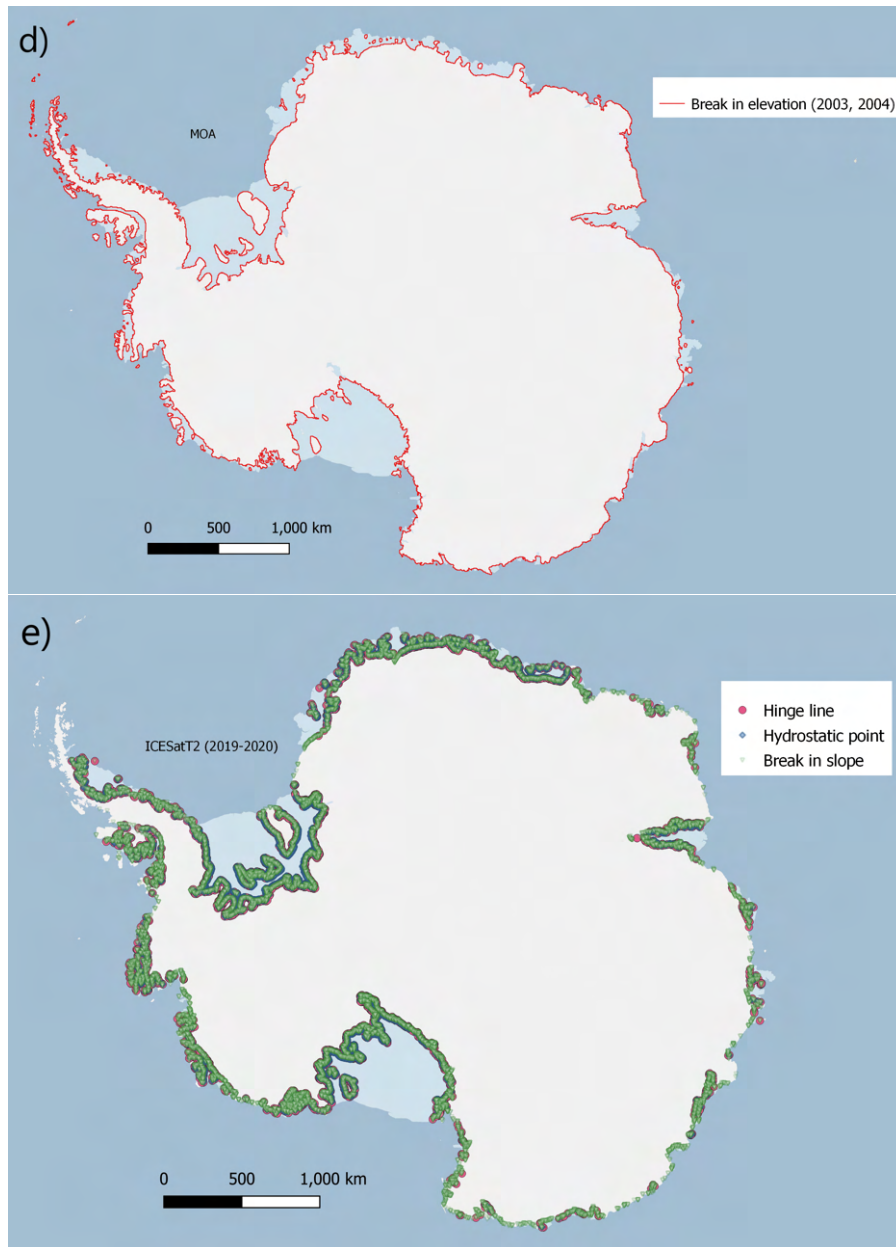 d)
MOA
Break in elevation (2003, 2004)
0 500 1,000 km
e)
ICESatT2 (2019-2020)
Hinge line
Hydrostatic point
Break in slope
0 500 1,000 km